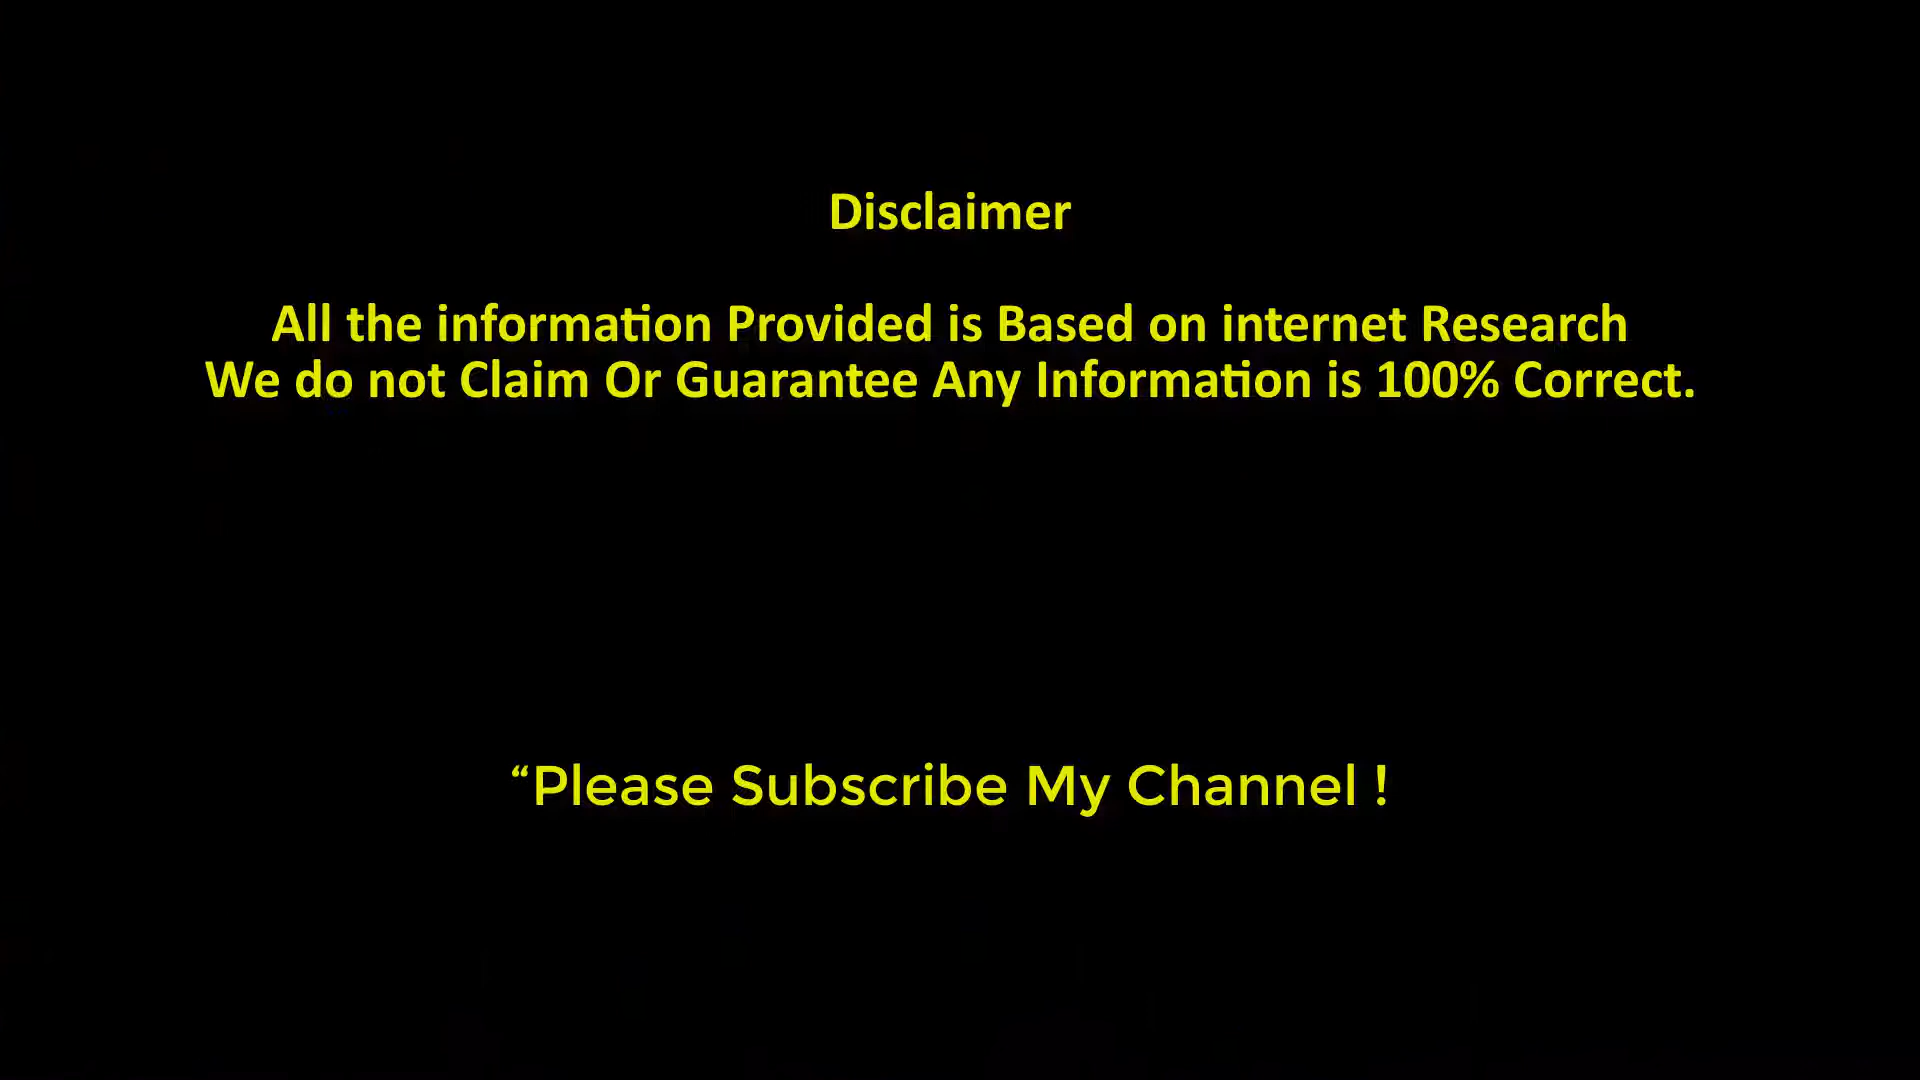 Disclaimer
All the information Provided is Based on internet Research
We do not Claim Or Guarantee Any Information is 100% Correct.
“Please Subscribe My Channel !